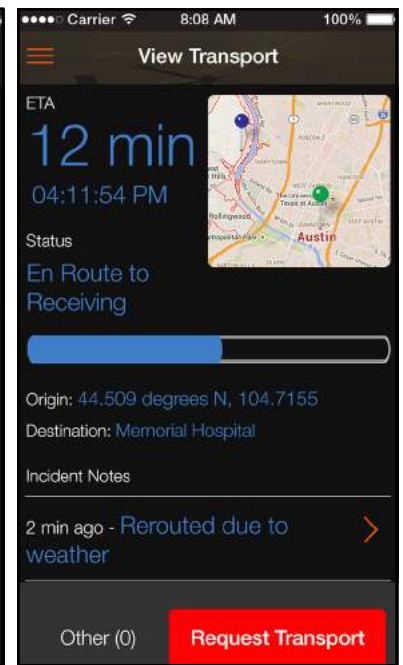 Carrier 8:08 AM 100%
View Transport
ETA
12 min
04:11:54 PM
Status
En Route to
Receiving
Austin
Origin: 44.509 degrees N, 104.7155
Destination: Memorial Hospital
Incident Notes
2 min ago - Rerouted due to
weather
Other (0)
Request Transport